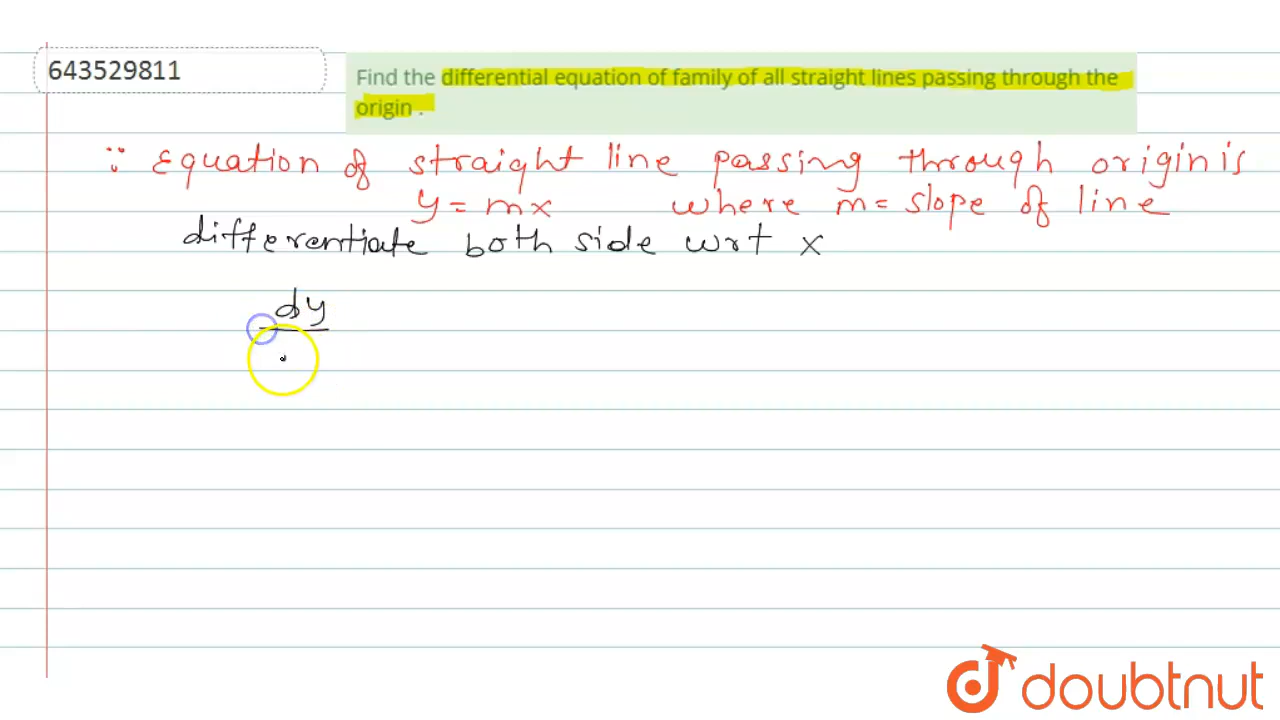 643529811
Find the differential equation of family of all straight lines passing through the
origin .
∵ Equation of straight line passing through origin is
y = mx where m = slope of line
differentiate both side wrt x
dy
doubtnut